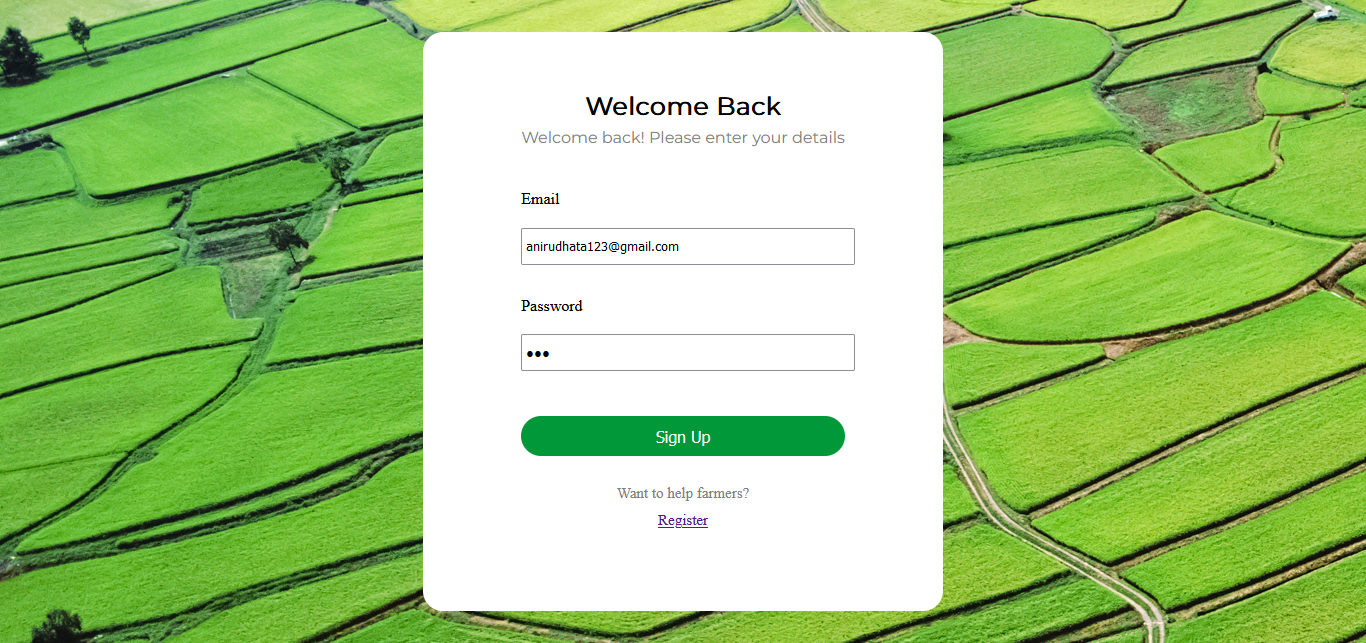 Welcome Back
Welcome back! Please enter your details
Email
anirudhata123@gmail.com
Password
●●●
Sign Up
Want to help farmers?
Register